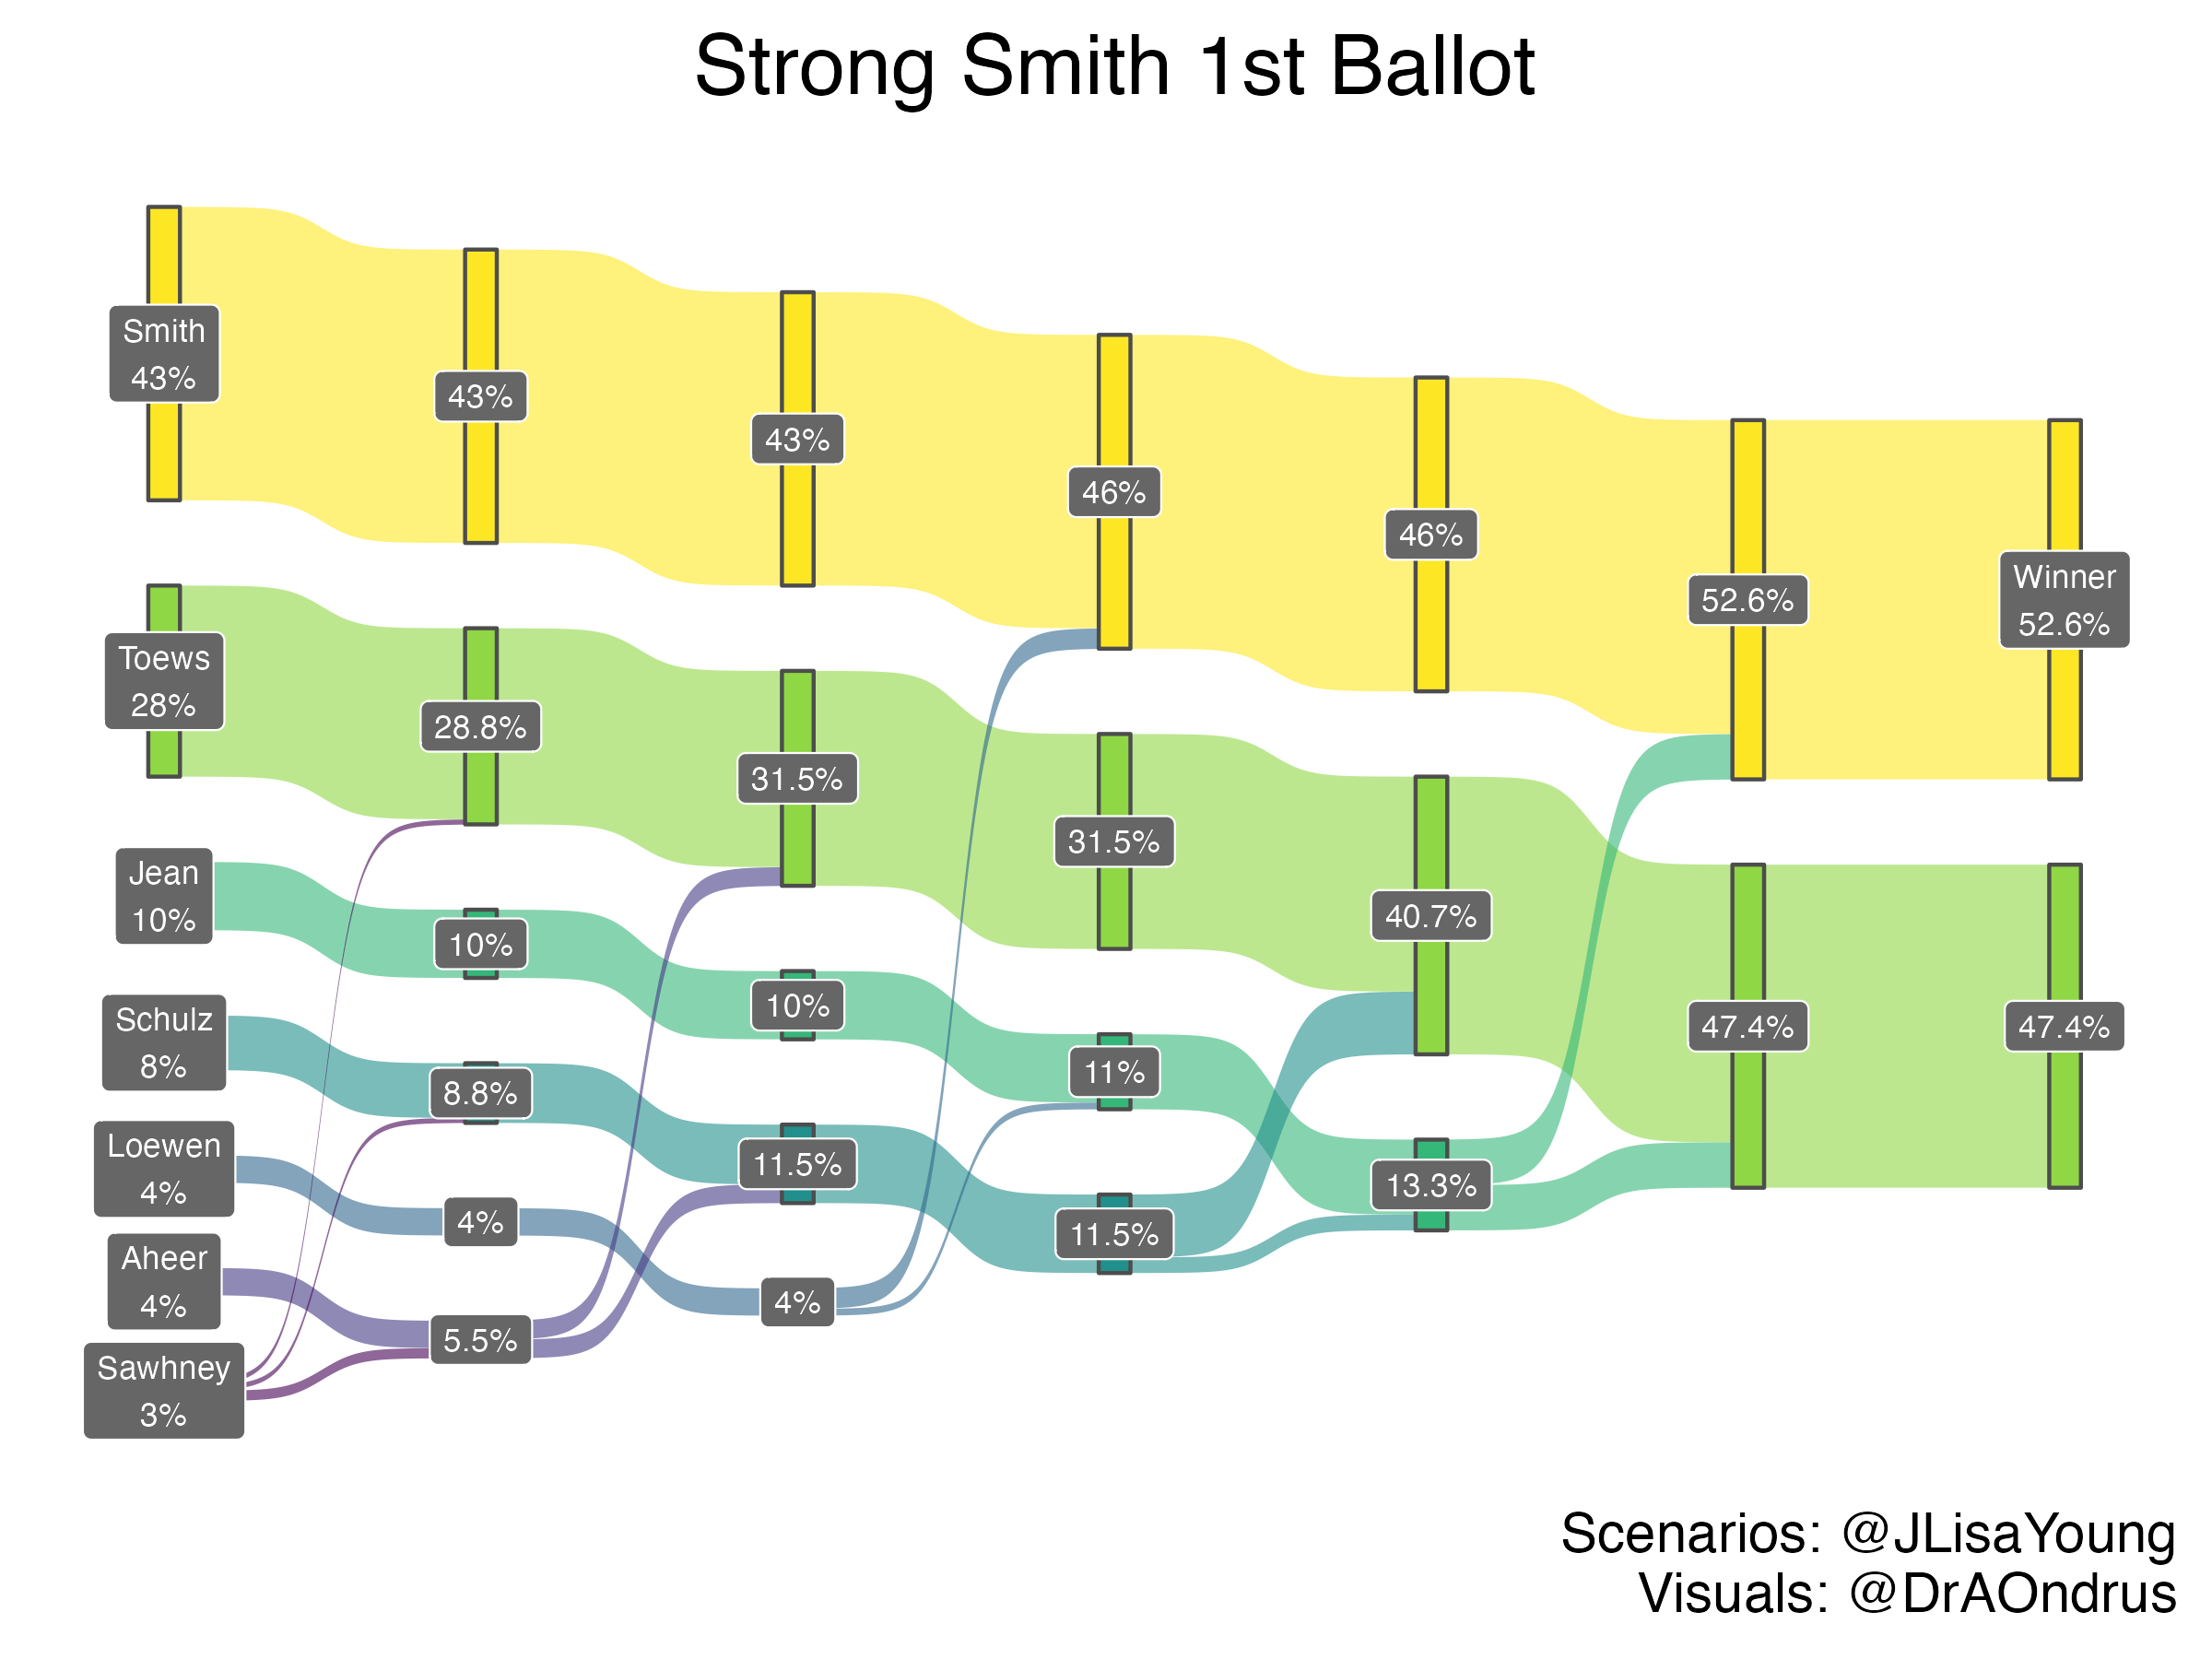 Strong Smith 1st Ballot
Smith
43%
43%
43%
46%
46%
52.6%
Winner
52.6%
Toews
28%
28.8%
31.5%
31.5%
40.7%
47.4%
47.4%
Jean
10%
10%
10%
11%
13.3%
Schulz
8%
8.8%
11.5%
11.5%
Loewen
4%
4%
4%
Aheer
4%
5.5%
Sawhney
3%
Scenarios: @JLisaYoung
Visuals: @DrAOndrus